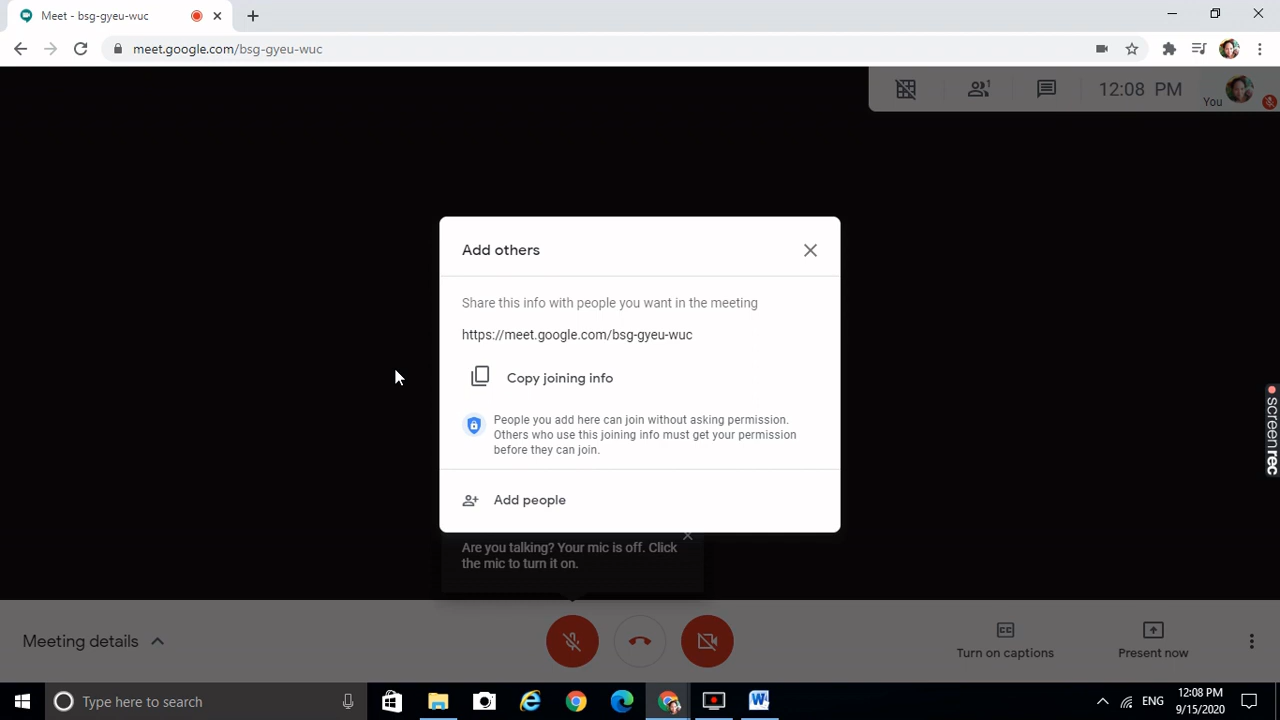 Meet - bsg-gyeu-wuc
meet.google.com/bsg-gyeu-wuc
1
12:08 PM
You
Add others
Share this info with people you want in the meeting
https://meet.google.com/bsg-gyeu-wuc
Copy joining info
People you add here can join without asking permission.
Others who use this joining info must get your permission
before they can join.
Add people
Are you talking? Your mic is off. Click
the mic to turn it on.
screenrec
Meeting details
CC
Turn on captions
Present now
Type here to search
W
ENG
12:08 PM
9/15/2020